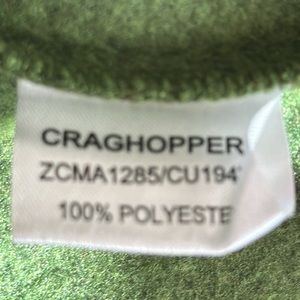 CRAGHOPPER
ZCMA1285/CU194
100% POLYESTE